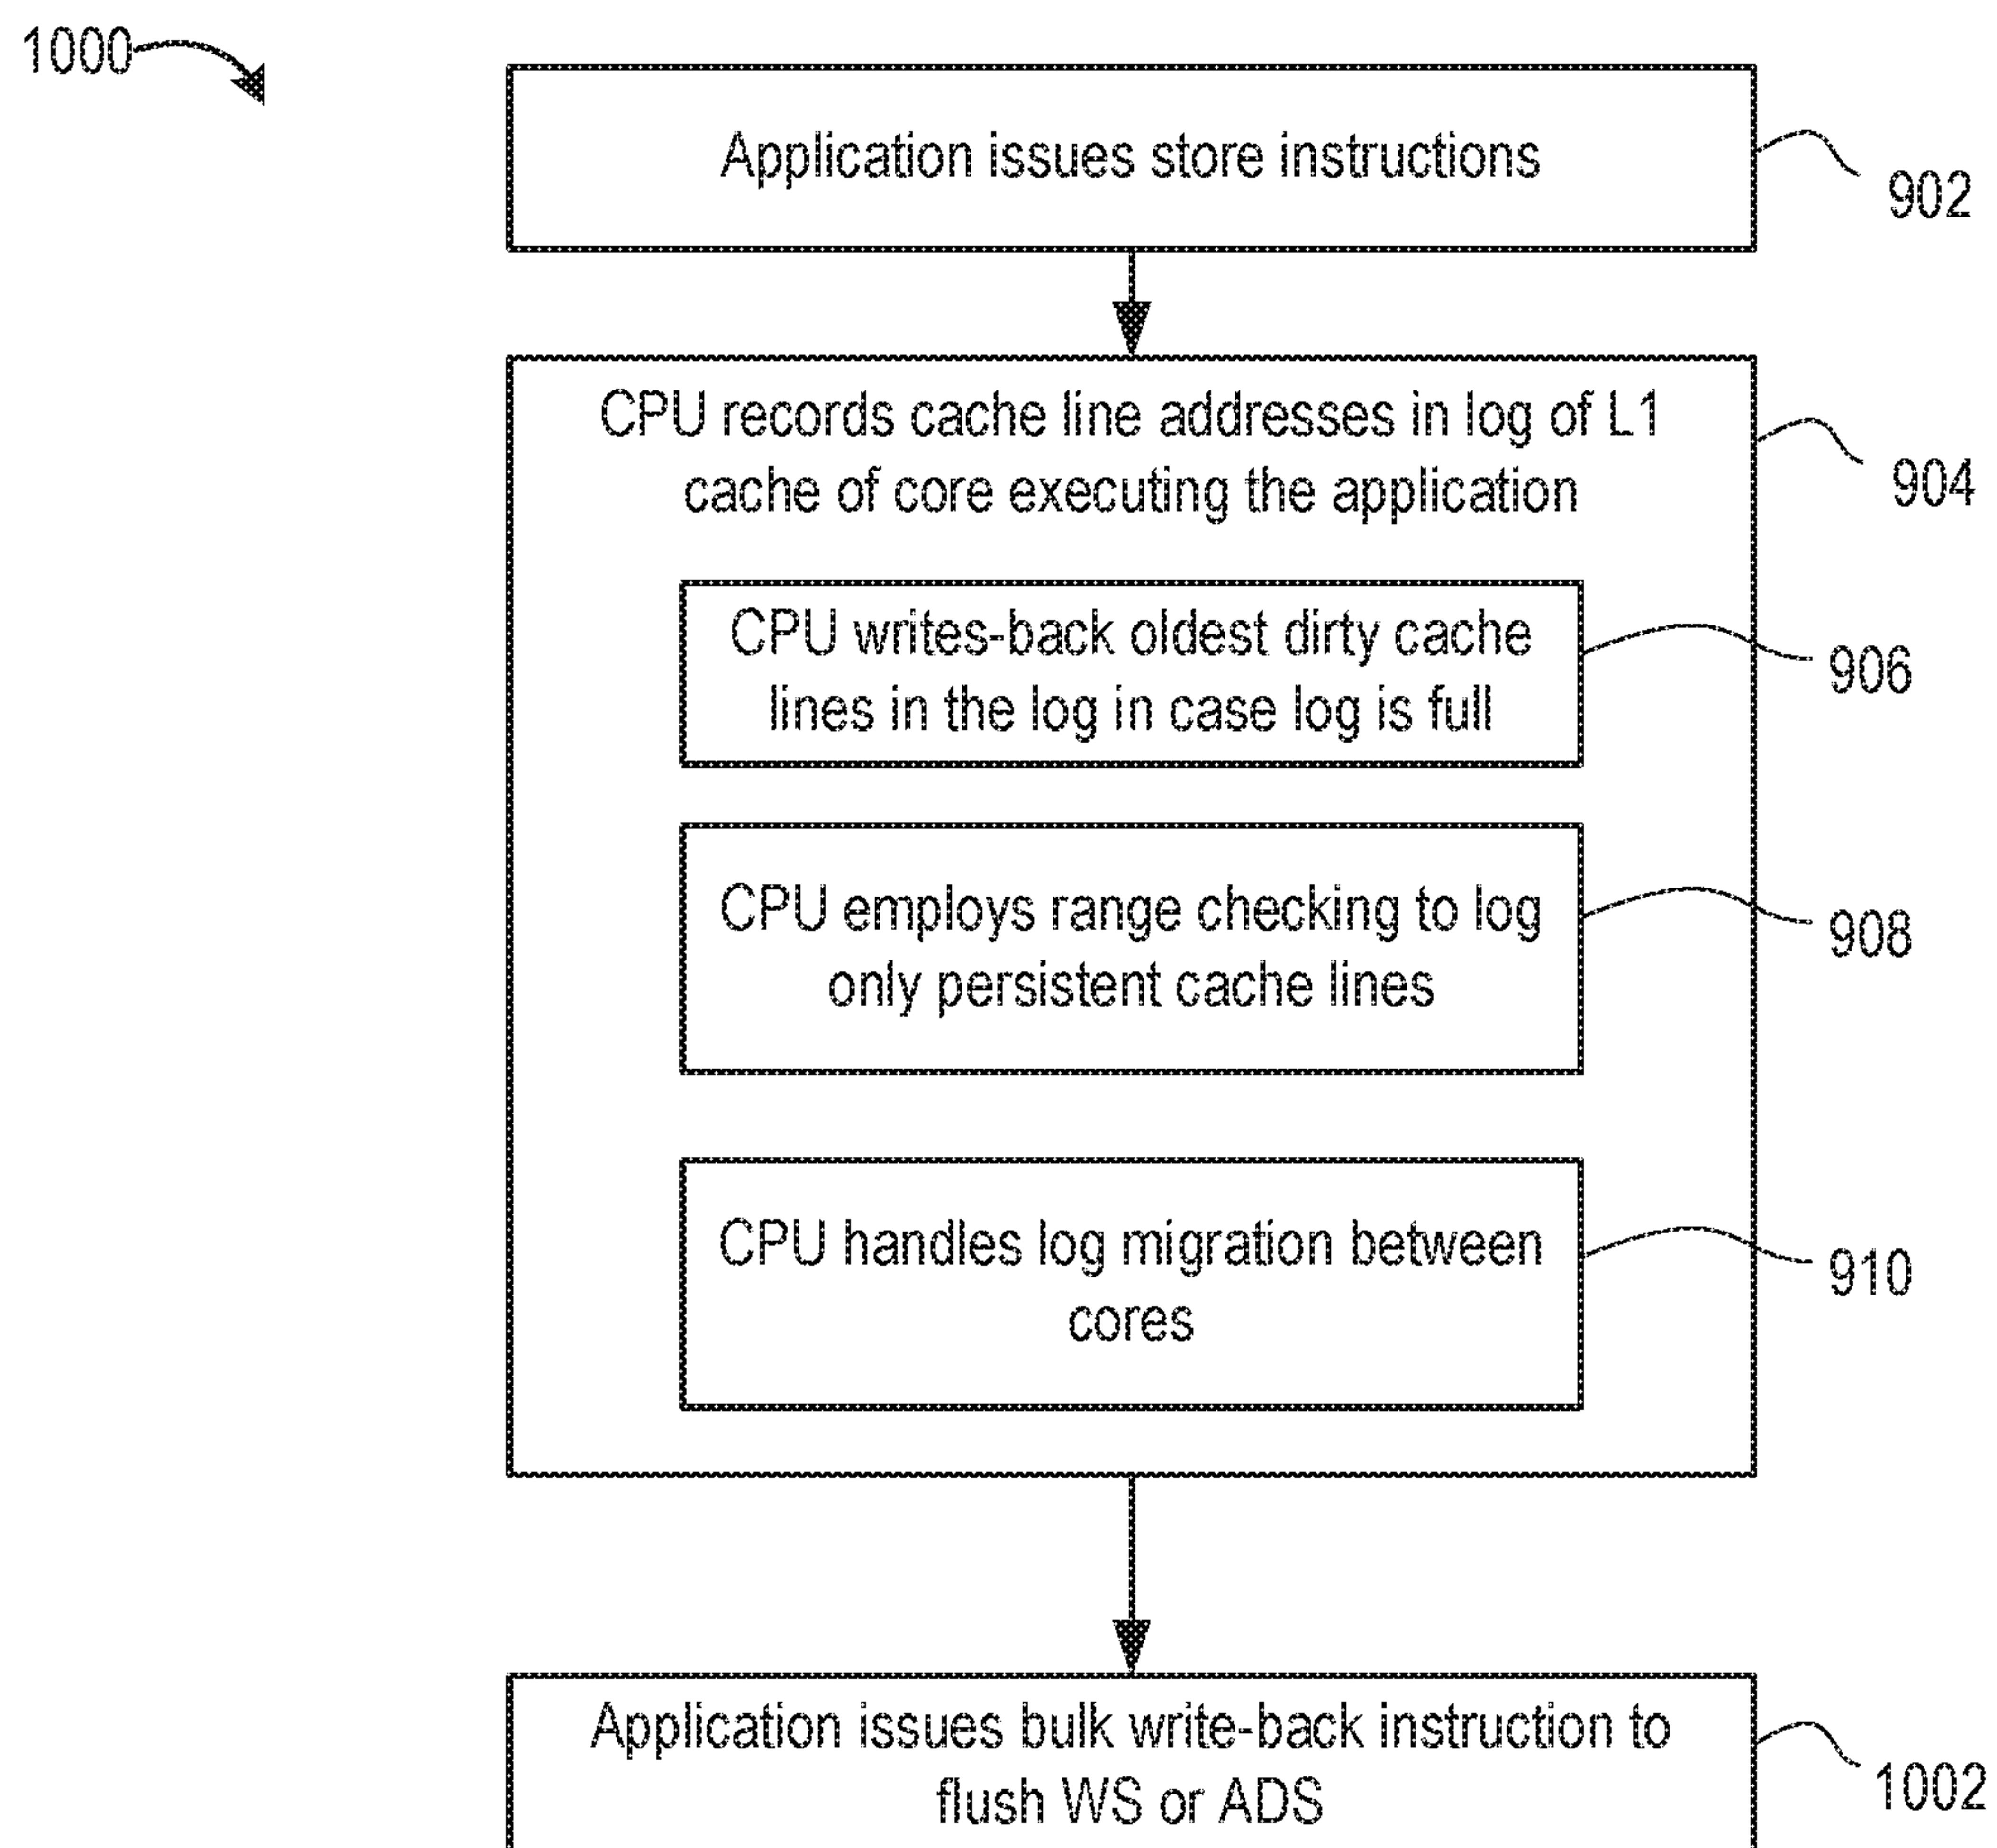 1000
Application issues store instructions
902
CPU records cache line addresses in log of L1
cache of core executing the application
904
CPU writes-back oldest dirty cache
lines in the log in case log is full
906
CPU employs range checking to log
only persistent cache lines
908
CPU handles log migration between
cores
910
Application issues bulk write-back instruction to
flush WS or ADS
1002